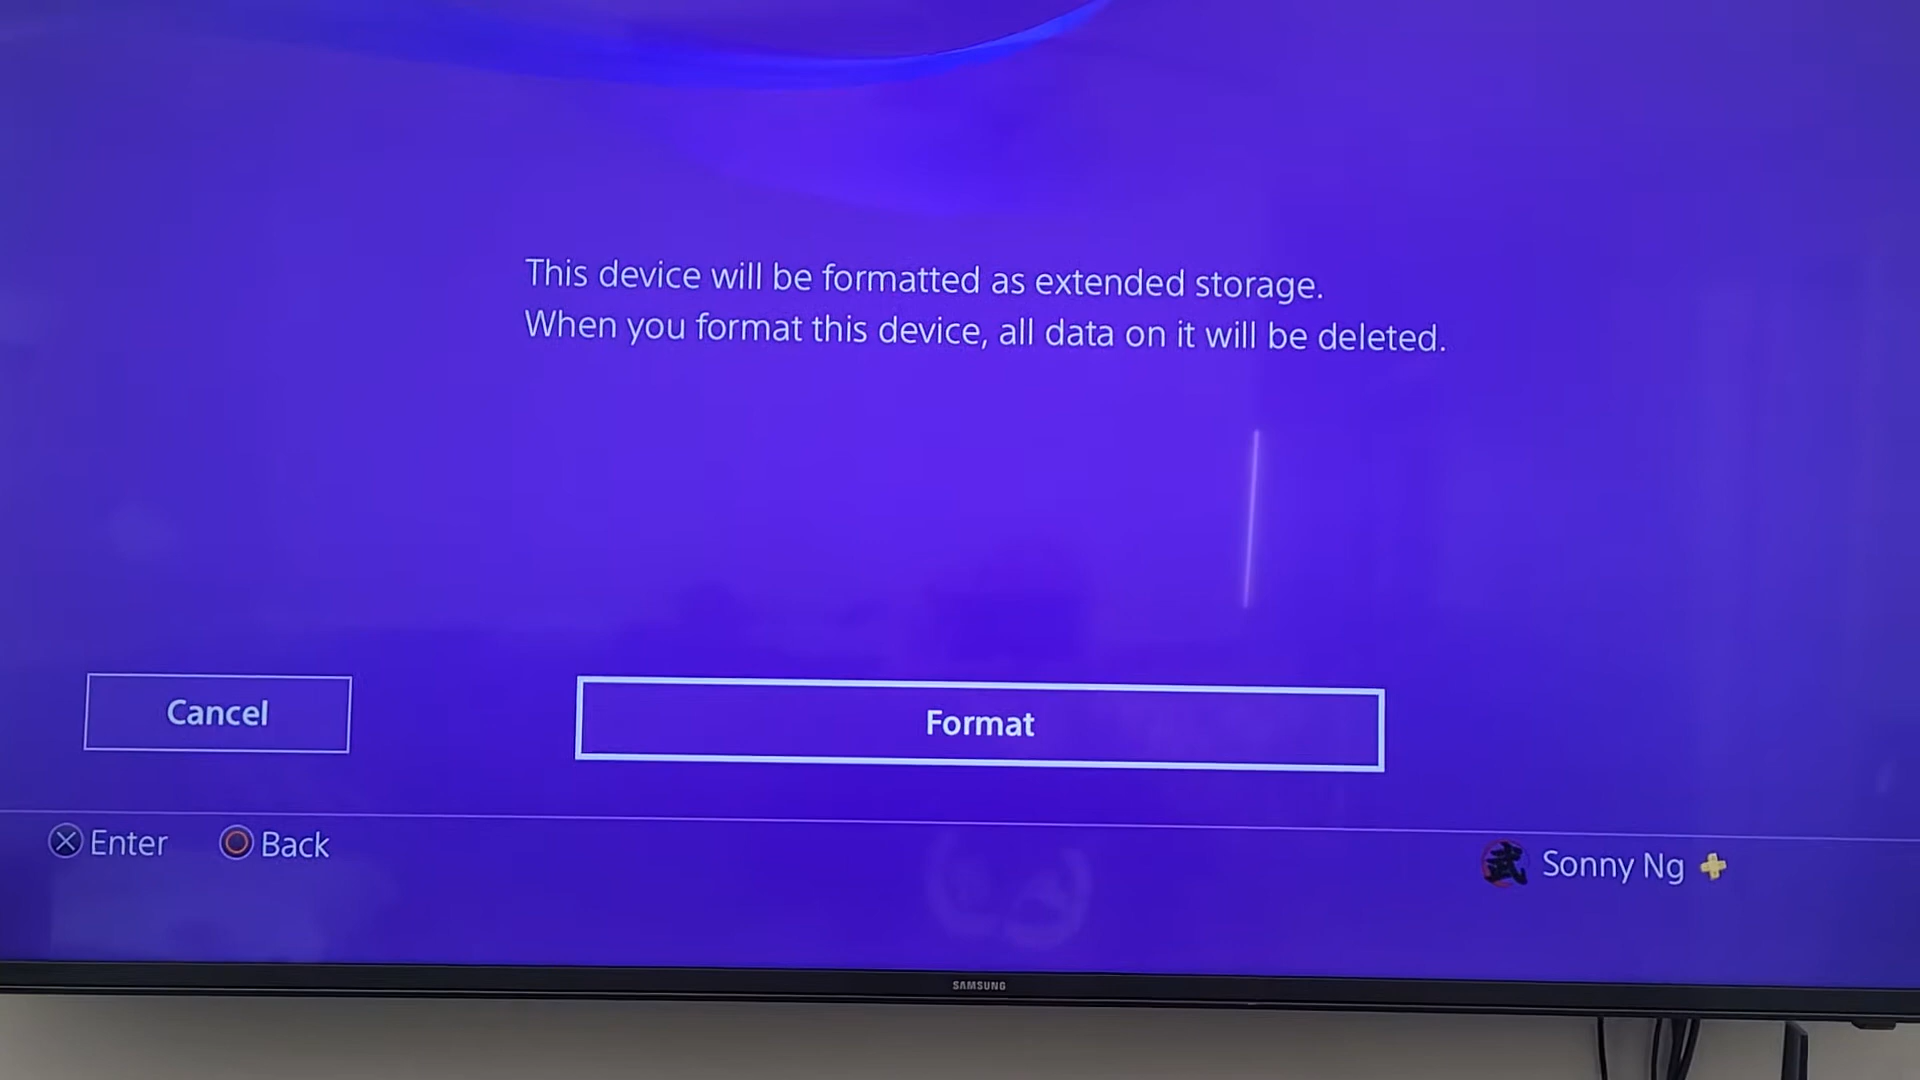 This device will be formatted as extended storage.
When you format this device, all data on it will be deleted.
Cancel
Format
Enter
Back
武 Sonny Ng
SAMSUNG